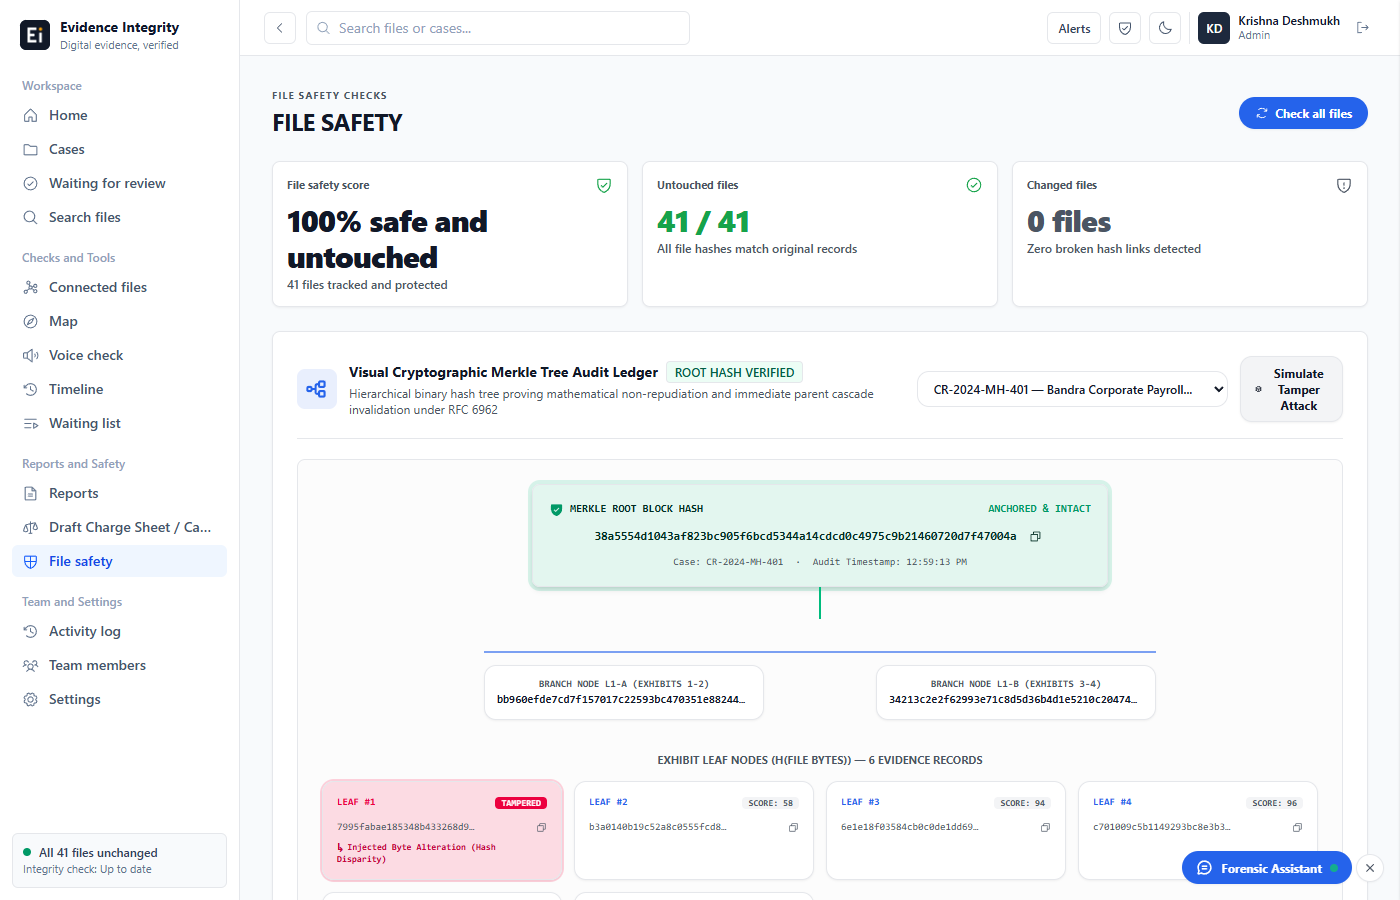 Ei
Evidence Integrity
Digital evidence, verified
Workspace
Home
Cases
Waiting for review
Search files
Checks and Tools
Connected files
Map
Voice check
Timeline
Waiting list
Reports and Safety
Reports
Draft Charge Sheet / Ca...
File safety
Team and Settings
Activity log
Team members
Settings
All 41 files unchanged
Integrity check: Up to date
Search files or cases...
Alerts
KD
Krishna Deshmukh
Admin
FILE SAFETY CHECKS
FILE SAFETY
Check all files
File safety score
100% safe and
untouched
41 files tracked and protected
Untouched files
41 / 41
All file hashes match original records
Changed files
0 files
Zero broken hash links detected
Visual Cryptographic Merkle Tree Audit Ledger ROOT HASH VERIFIED
Hierarchical binary hash tree proving mathematical non-repudiation and immediate parent cascade
invalidation under RFC 6962
CR-2024-MH-401 — Bandra Corporate Payroll...
Simulate
Tamper
Attack
MERKLE ROOT BLOCK HASH
ANCHORED & INTACT
38a5554d1043af823bc905f6bcd5344a14cdcd0c4975c9b21460720d7f47004a
Case: CR-2024-MH-401 · Audit Timestamp: 12:59:13 PM
BRANCH NODE L1-A (EXHIBITS 1-2)
bb960efde7cd7f157017c22593bc470351e88244…
BRANCH NODE L1-B (EXHIBITS 3-4)
34213c2e2f62993e71c8d5d36b4d1e5210c20474…
EXHIBIT LEAF NODES (H(FILE BYTES)) — 6 EVIDENCE RECORDS
LEAF #1
TAMPERED
7995fabae185348b433268d9…
↳ Injected Byte Alteration (Hash
Disparity)
LEAF #2
SCORE: 58
b3a0140b19c52a8c0555fcd8…
LEAF #3
SCORE: 94
6e1e18f03584cb0c0de1dd69…
LEAF #4
SCORE: 96
c701009c5b1149293bc8e3b3…
Forensic Assistant